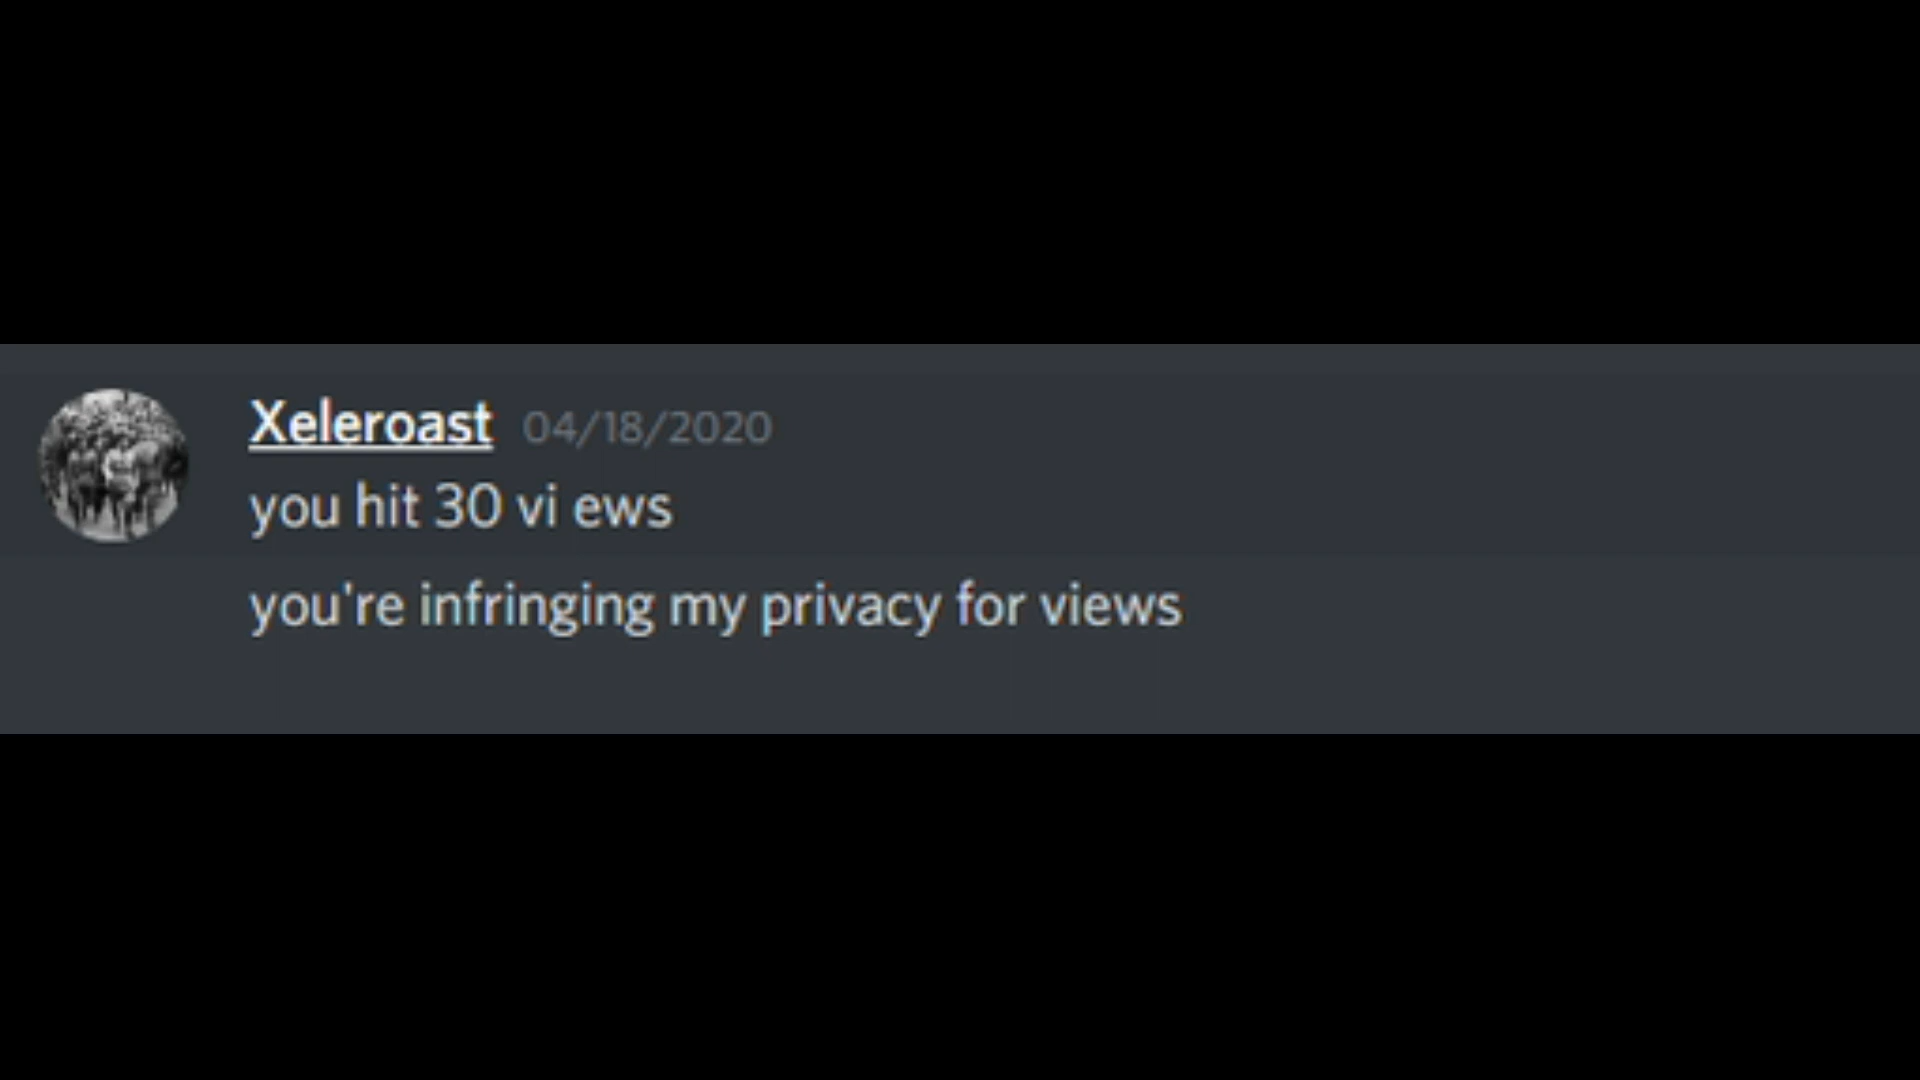 Xeleroast 04/18/2020
you hit 30 vi ews
you're infringing my privacy for views